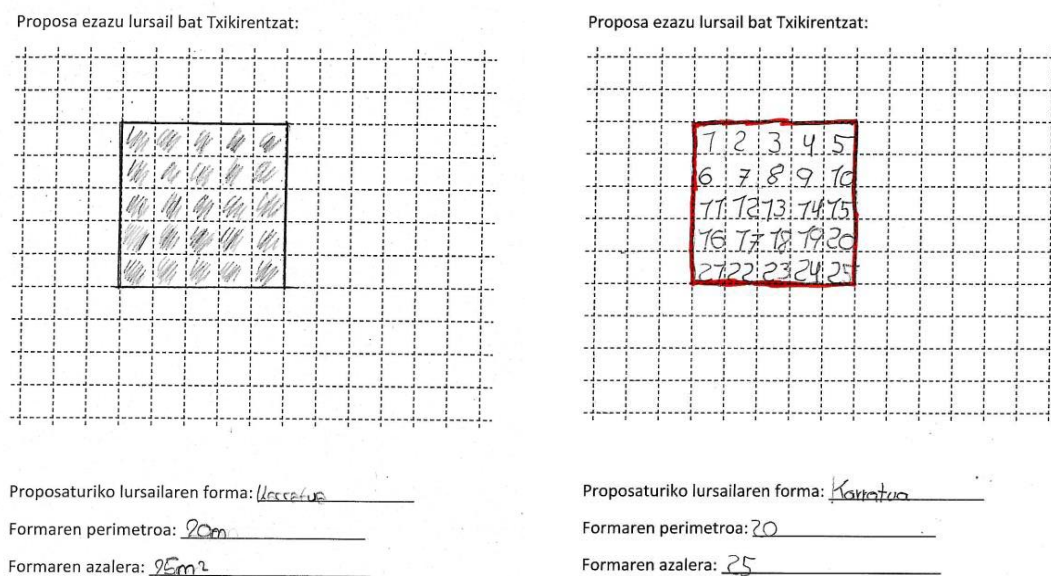 Proposa ezazu lursail bat Txikirentzat:
Proposaturiko lursailaren forma: Karratua
Formaren perimetroa: 20m
Formaren azalera: 25m²
Proposa ezazu lursail bat Txikirentzat:
1 2 3 4 5
6 7 8 9 10
11 12 13 14 15
16 17 18 19 20
21 22 23 24 25
Proposaturiko lursailaren forma: Karratua
Formaren perimetroa: 20
Formaren azalera: 25